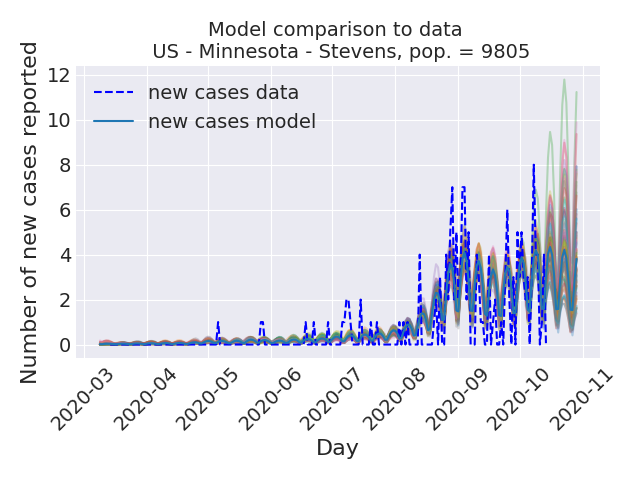 Model comparison to data
US - Minnesota - Stevens, pop. = 9805
Number of new cases reported
12
10
8
6
4
2
0
new cases data
new cases model
2020-03
2020-04
2020-05
2020-06
2020-07
2020-08
2020-09
2020-10
2020-11
Day